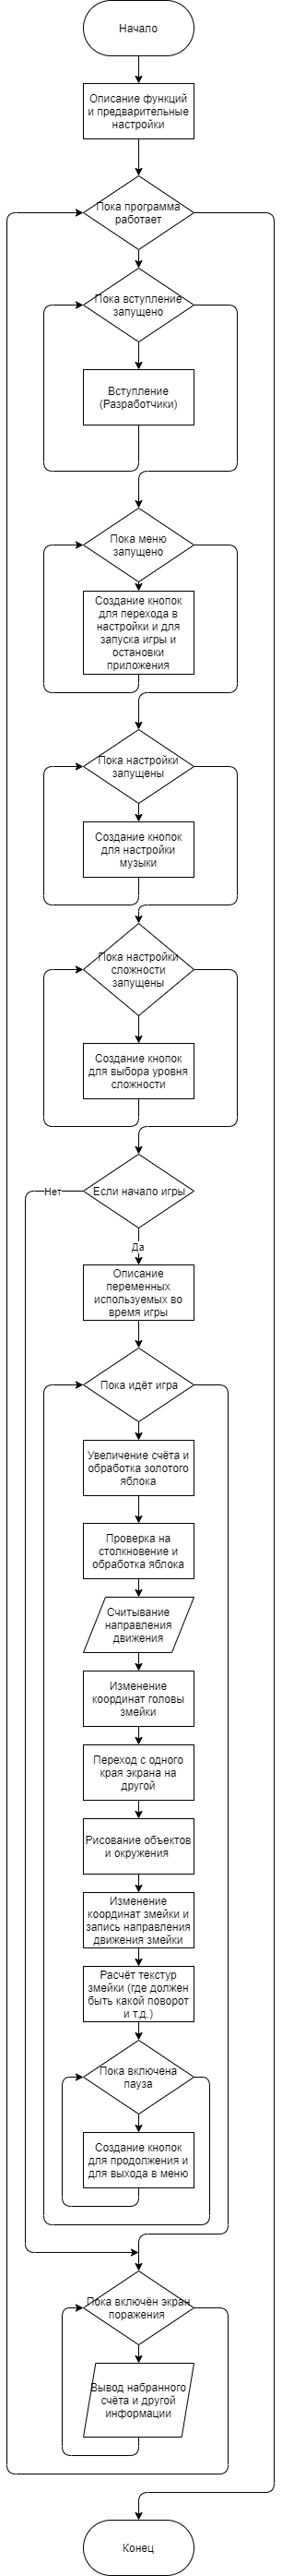 Начало
Описание функций
и предварительные
настройки
Пока программа
работает
Пока вступление
запущено
Вступление
(Разработчики)
Пока меню
запущено
Создание кнопок
для перехода в
настройки и для
запуска игры и
остановки
приложения
Пока настройки
запущены
Создание кнопок
для настройки
музыки
Пока настройки
сложности
запущены
Создание кнопок
для выбора уровня
сложности
Нет
Если начало игры
Да
Описание
переменных
используемых во
время игры
Пока идёт игра
Увеличение счёта и
обработка золотого
яблока
Проверка на
столкновение и
обработка яблока
Считывание
направления
движения
Изменение
координат головы
змейки
Переход с одного
края экрана на
другой
Рисование объектов
и окружения
Изменение
координат змейки и
запись направления
движения змейки
Расчёт текстур
змейки (где должен
быть какой поворот
и т.д.)
Пока включена
пауза
Создание кнопок
для продолжения и
для выхода в меню
Пока включён экран
поражения
Вывод набранного
счёта и другой
информации
Конец